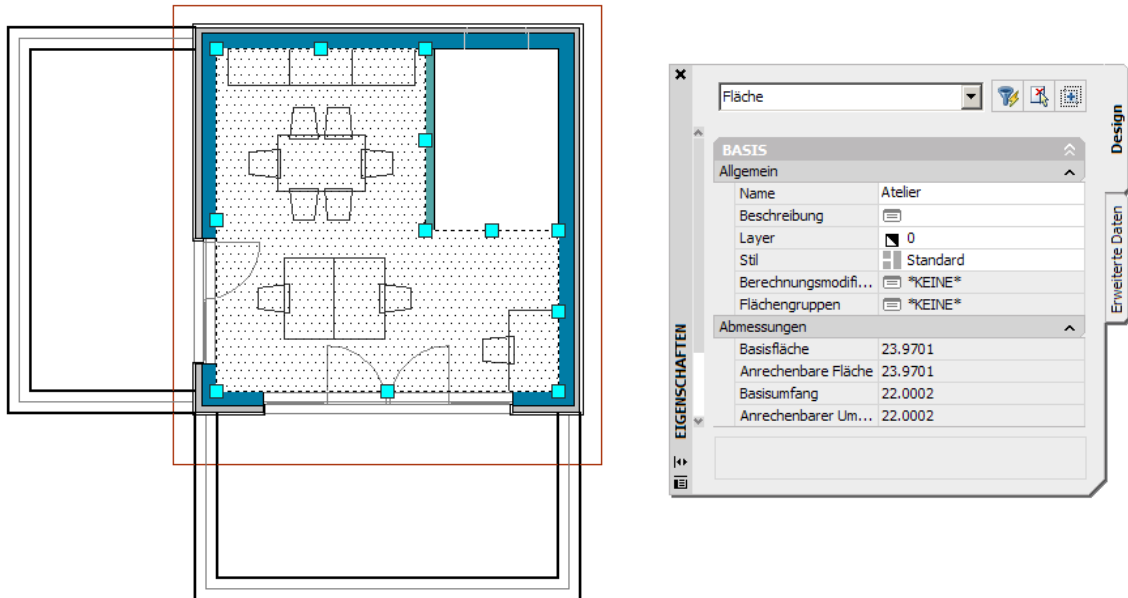 Fläche
BASIS
Allgemein
Name Atelier
Beschreibung
Layer 0
Stil Standard
Berechnungsmodifi... *KEINE*
Flächengruppen *KEINE*
Abmessungen
Basisfläche 23.9701
Anrechenbare Fläche 23.9701
Basisumfang 22.0002
Anrechenbarer Um... 22.0002
EIGENSCHAFTEN
Design
Erweiterte Daten